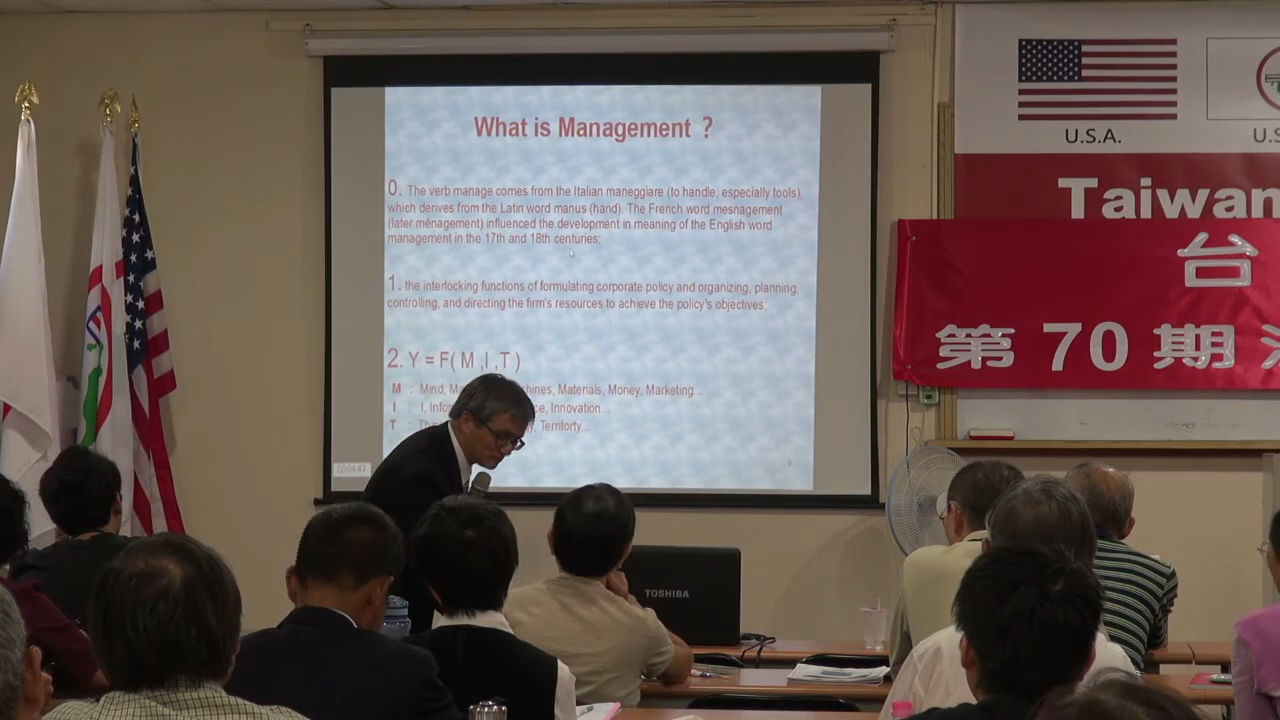 What is Management ?
0. The verb manage comes from the Italian maneggiare (to handle, especially tools),
which derives from the Latin word manus (hand). The French word mesnagement
(later ménagement) influenced the development in meaning of the English word
management in the 17th and 18th centuries;
1. the interlocking functions of formulating corporate policy and organizing, planning,
controlling, and directing the firm's resources to achieve the policy's objectives;
2. Y = F( M ,I ,T )
M : Mind, Materials, Money, Marketing...
I : I, Innovation...
T : Territorty...
00:04:47
TOSHIBA
U.S.A.
U.S
Taiwan
台
第 70 期